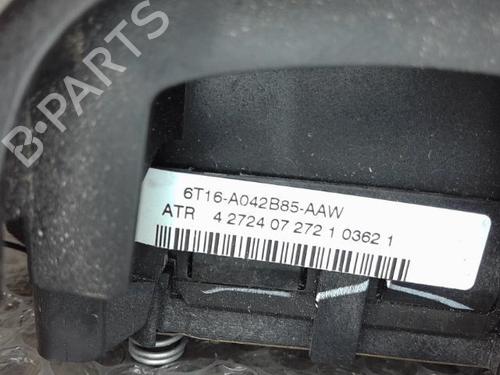 B-PARTS
6T16-A042B85-AAW
ATR 4 2724 07 272 1 0362 1